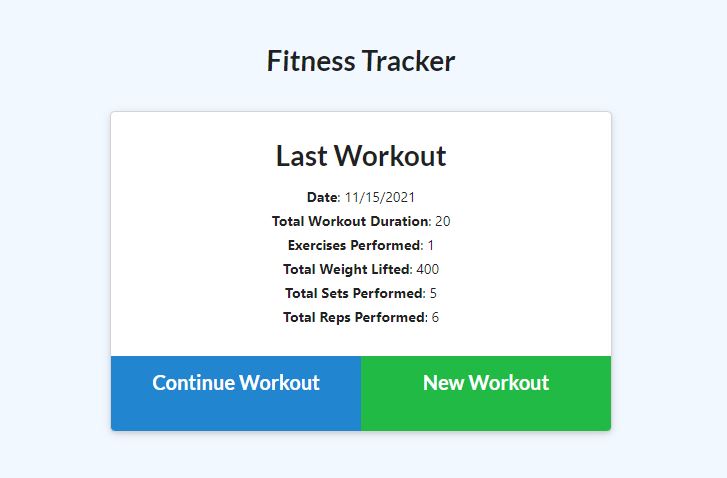 Fitness Tracker
Last Workout
Date: 11/15/2021
Total Workout Duration: 20
Exercises Performed: 1
Total Weight Lifted: 400
Total Sets Performed: 5
Total Reps Performed: 6
Continue Workout
New Workout